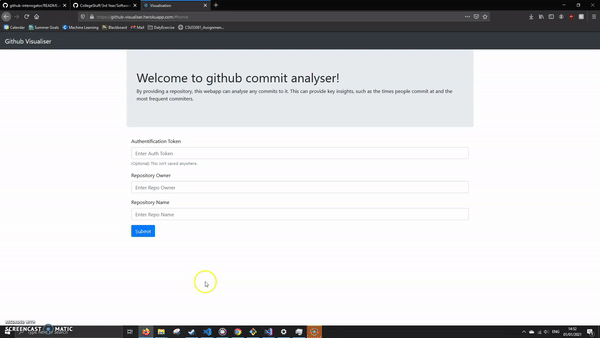 github-interrogator/README.
CollegeStuff/3rd Year/Softwar
Visualisation
https://github-visualiser.herokuapp.com/#home
Calendar
Summer Goals
Machine Learning
Blackboard
Mail
DailyExercise
CSU33081_Assignmen...
Github Visualiser
Welcome to github commit analyser!
By providing a repository, this webapp can analyse any commits to it. This can provide key insights, such as the times people commit at and the
most frequent commiters.
Authentification Token
Enter Auth Token
(Optional) This isn't saved anywhere.
Repository Owner
Enter Repo Owner
Repository Name
Enter Repo Name
Submit
RECORDED WITH
SCREENCAST MATIC
ENG
14:52
01/01/2021